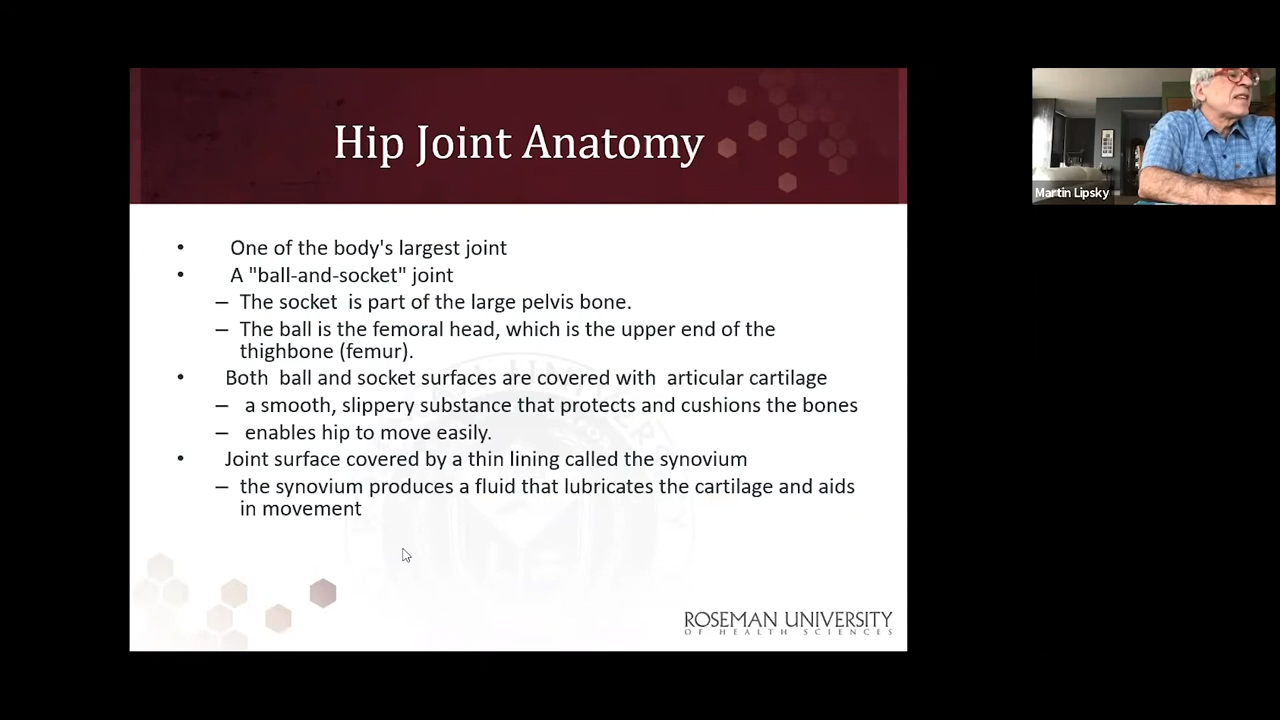 Hip Joint Anatomy
Martin Lipsky
• One of the body's largest joint
• A "ball-and-socket" joint
– The socket is part of the large pelvis bone.
– The ball is the femoral head, which is the upper end of the
thighbone (femur).
• Both ball and socket surfaces are covered with articular cartilage
– a smooth, slippery substance that protects and cushions the bones
– enables hip to move easily.
• Joint surface covered by a thin lining called the synovium
– the synovium produces a fluid that lubricates the cartilage and aids
in movement
ROSEMAN UNIVERSITY
OF HEALTH SCIENCES